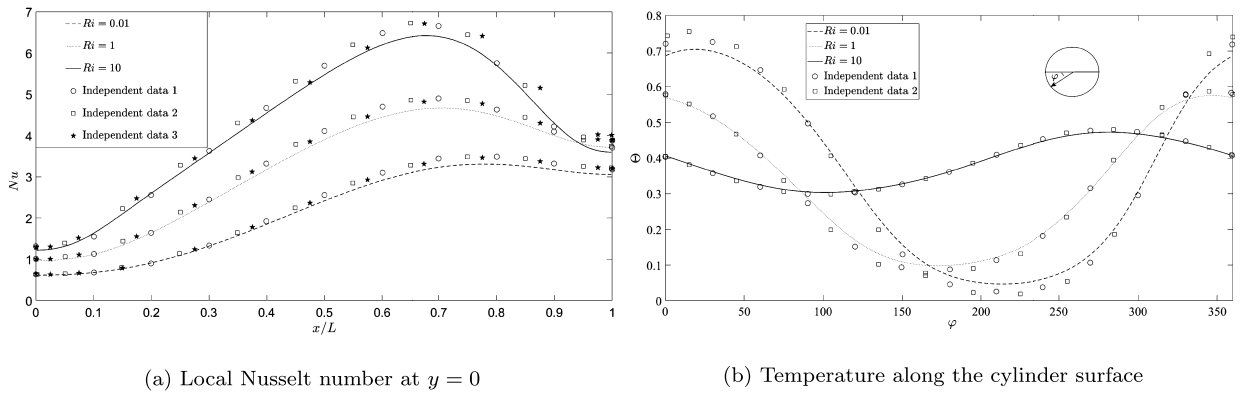 7
6
5
4
3
2
1
0
Nu
Ri = 0.01
Ri = 1
Ri = 10
Independent data 1
Independent data 2
Independent data 3
0 0.1 0.2 0.3 0.4 0.5 0.6 0.7 0.8 0.9 1
x/L
(a) Local Nusselt number at y = 0
0.8
0.7
0.6
0.5
0.4
0.3
0.2
0.1
0
Θ
Ri = 0.01
Ri = 1
Ri = 10
Independent data 1
Independent data 2
φ
0 50 100 150 200 250 300 350
φ
(b) Temperature along the cylinder surface